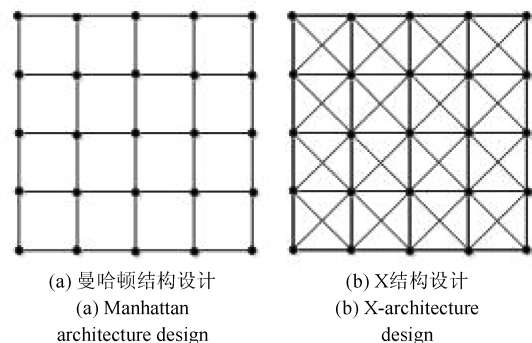 (a) 曼哈顿结构设计
(a) Manhattan
architecture design
(b) X结构设计
(b) X-architecture
design